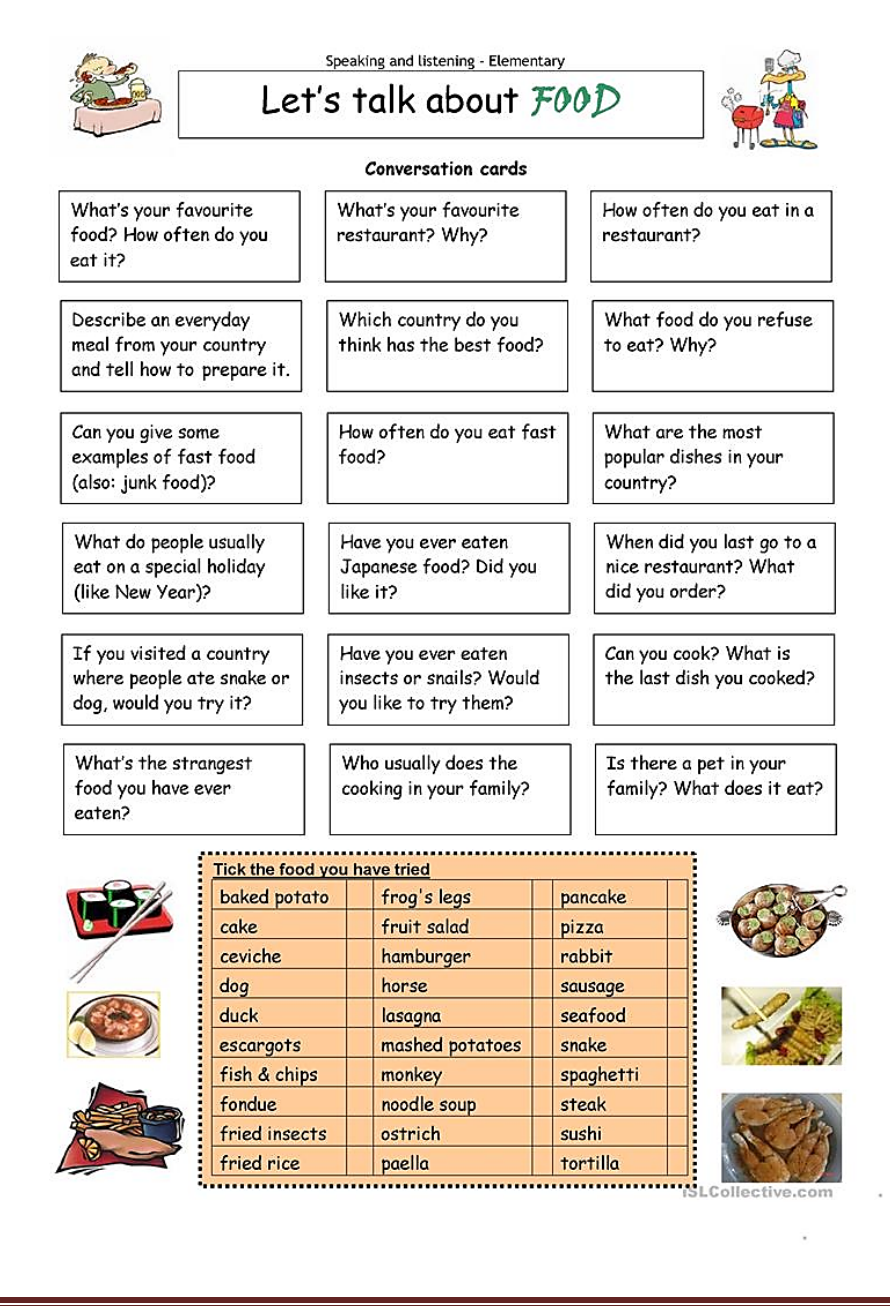 Speaking and listening - Elementary
Let's talk about FOOD
Conversation cards
What's your favourite
food? How often do you
eat it?
What's your favourite
restaurant? Why?
How often do you eat in a
restaurant?
Describe an everyday
meal from your country
and tell how to prepare it.
Which country do you
think has the best food?
What food do you refuse
to eat? Why?
Can you give some
examples of fast food
(also: junk food)?
How often do you eat fast
food?
What are the most
popular dishes in your
country?
What do people usually
eat on a special holiday
(like New Year)?
Have you ever eaten
Japanese food? Did you
like it?
When did you last go to a
nice restaurant? What
did you order?
If you visited a country
where people ate snake or
dog, would you try it?
Have you ever eaten
insects or snails? Would
you like to try them?
Can you cook? What is
the last dish you cooked?
What's the strangest
food you have ever
eaten?
Who usually does the
cooking in your family?
Is there a pet in your
family? What does it eat?
Tick the food you have tried
baked potato frog's legs pancake
cake fruit salad pizza
ceviche hamburger rabbit
dog horse sausage
duck lasagna seafood
escargots mashed potatoes snake
fish & chips monkey spaghetti
fondue noodle soup steak
fried insects ostrich sushi
fried rice paella tortilla
iSLCollective.com